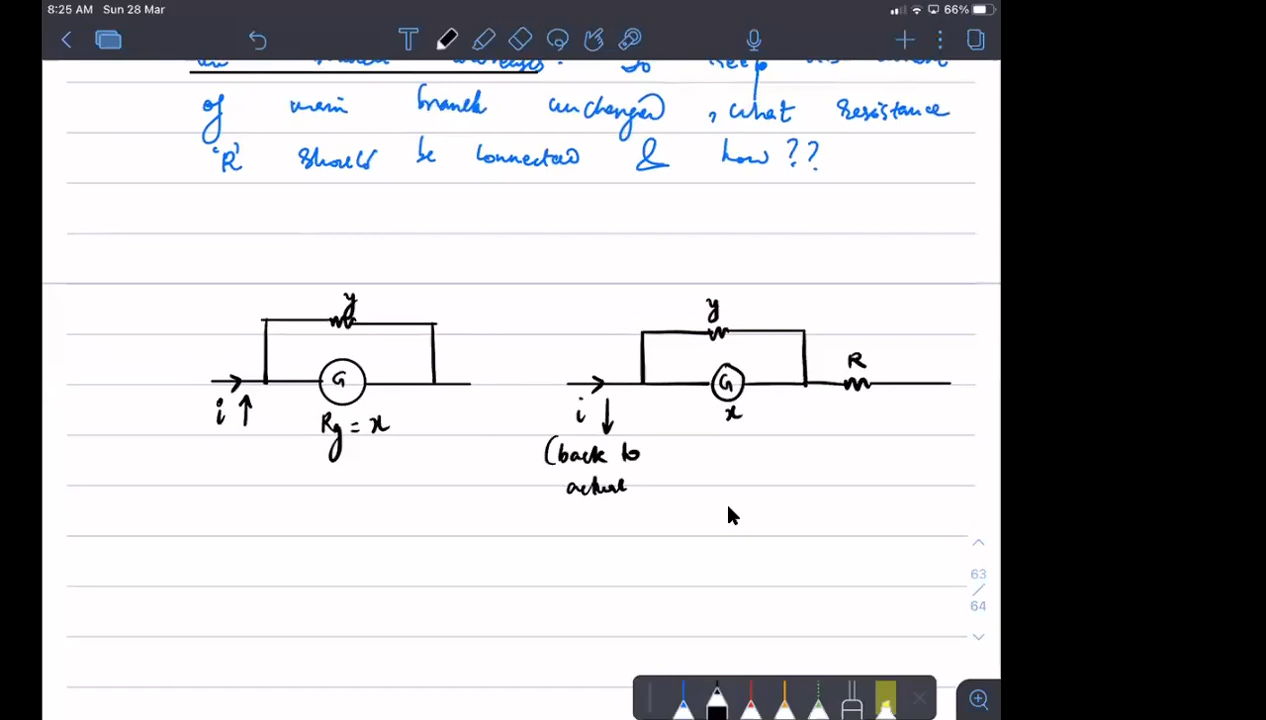 8:25 AM Sun 28 Mar
66%
of main branch unchanged, what resistance
'R' should be connected & how??
y
G
i ↑
Rg = x
y
G
x
R
i ↓
(back to
actual
63
/
64